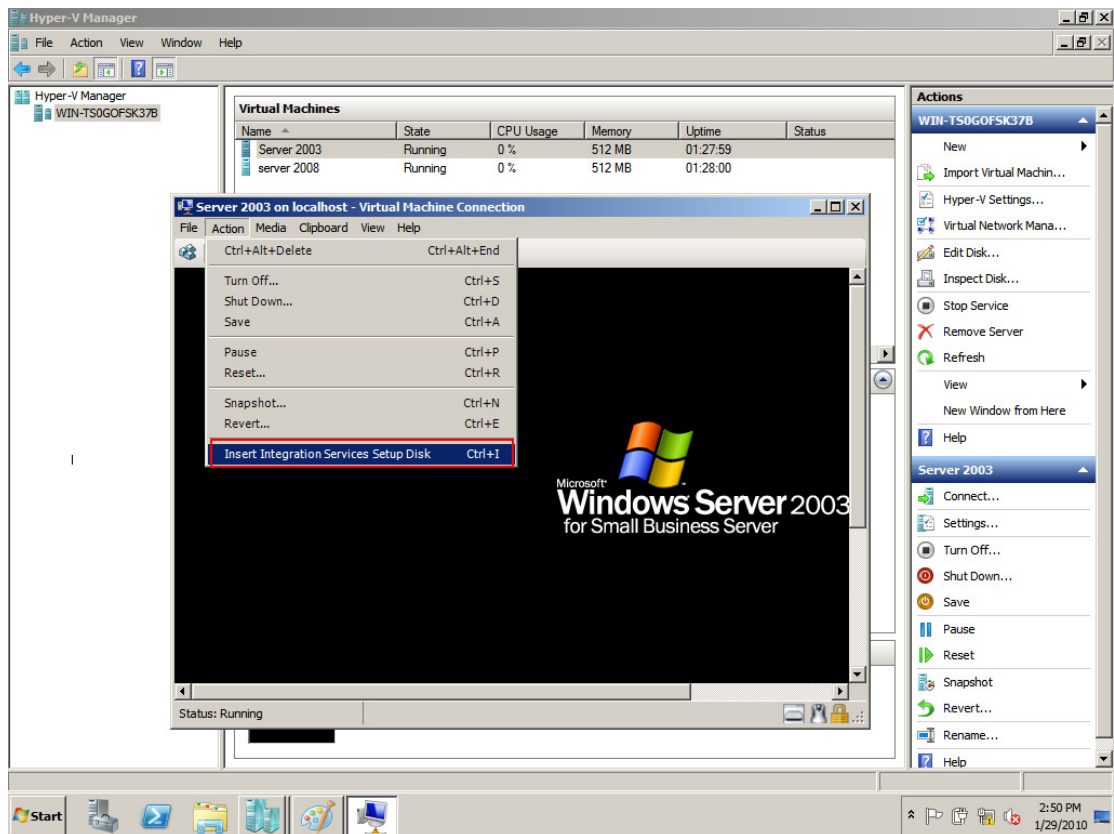 Hyper-V Manager
File Action View Window Help
Hyper-V Manager
WIN-TS0GOFSK37B
Virtual Machines
Name State CPU Usage Memory Uptime Status
Server 2003 Running 0 % 512 MB 01:27:59
server 2008 Running 0 % 512 MB 01:28:00
Server 2003 on localhost - Virtual Machine Connection
File Action Media Clipboard View Help
Ctrl+Alt+Delete Ctrl+Alt+End
Turn Off... Ctrl+S
Shut Down... Ctrl+D
Save Ctrl+A
Pause Ctrl+P
Reset... Ctrl+R
Snapshot... Ctrl+N
Revert... Ctrl+E
Insert Integration Services Setup Disk Ctrl+I
Microsoft
Windows Server 2003
for Small Business Server
Status: Running
Actions
WIN-TS0GOFSK37B
New
Import Virtual Machin...
Hyper-V Settings...
Virtual Network Mana...
Edit Disk...
Inspect Disk...
Stop Service
Remove Server
Refresh
View
New Window from Here
Help
Server 2003
Connect...
Settings...
Turn Off...
Shut Down...
Save
Pause
Reset
Snapshot
Revert...
Rename...
Help
Start
2:50 PM
1/29/2010